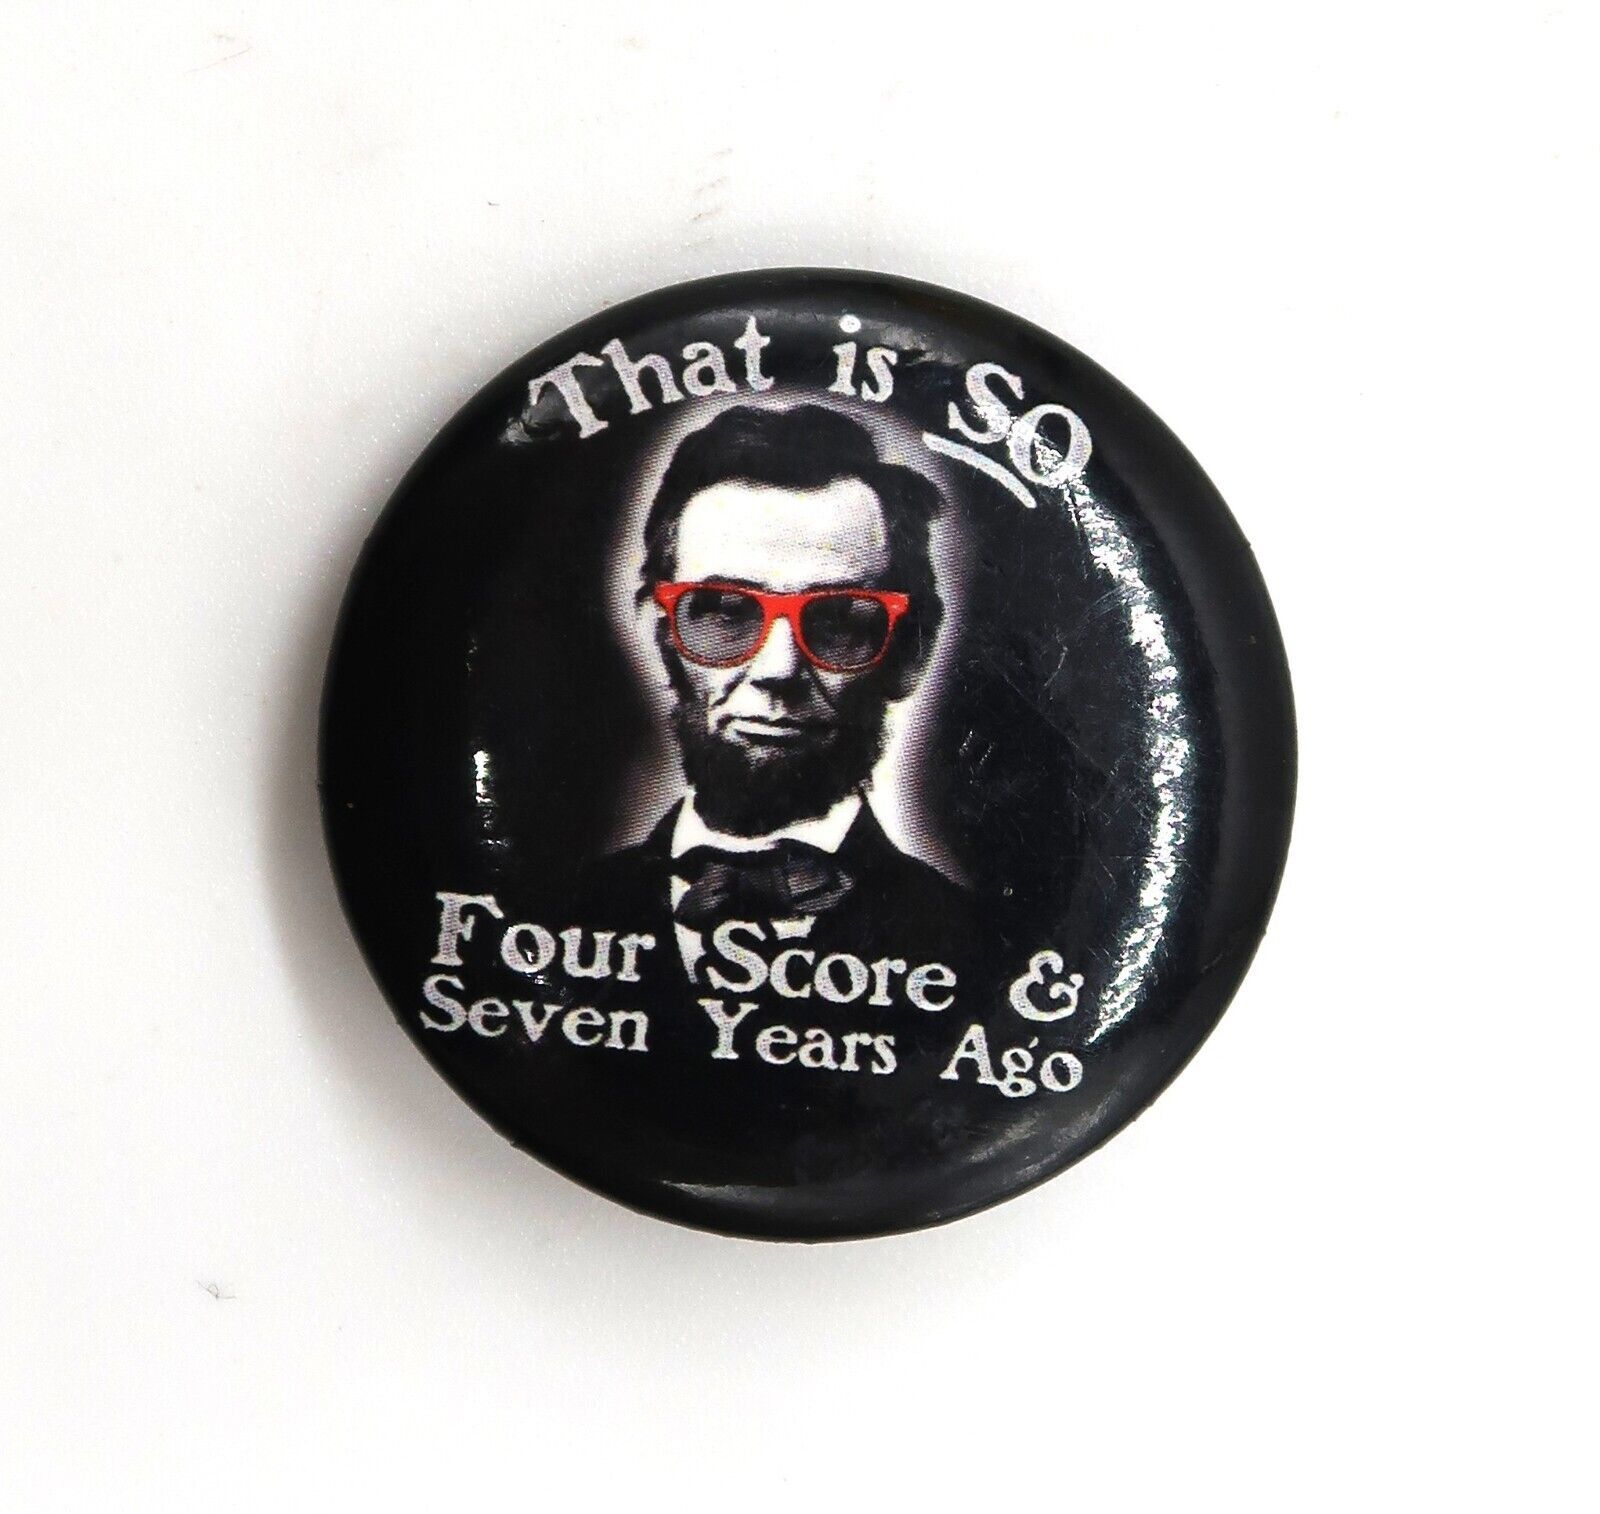 That is SO
Four Score &
Seven Years Ago